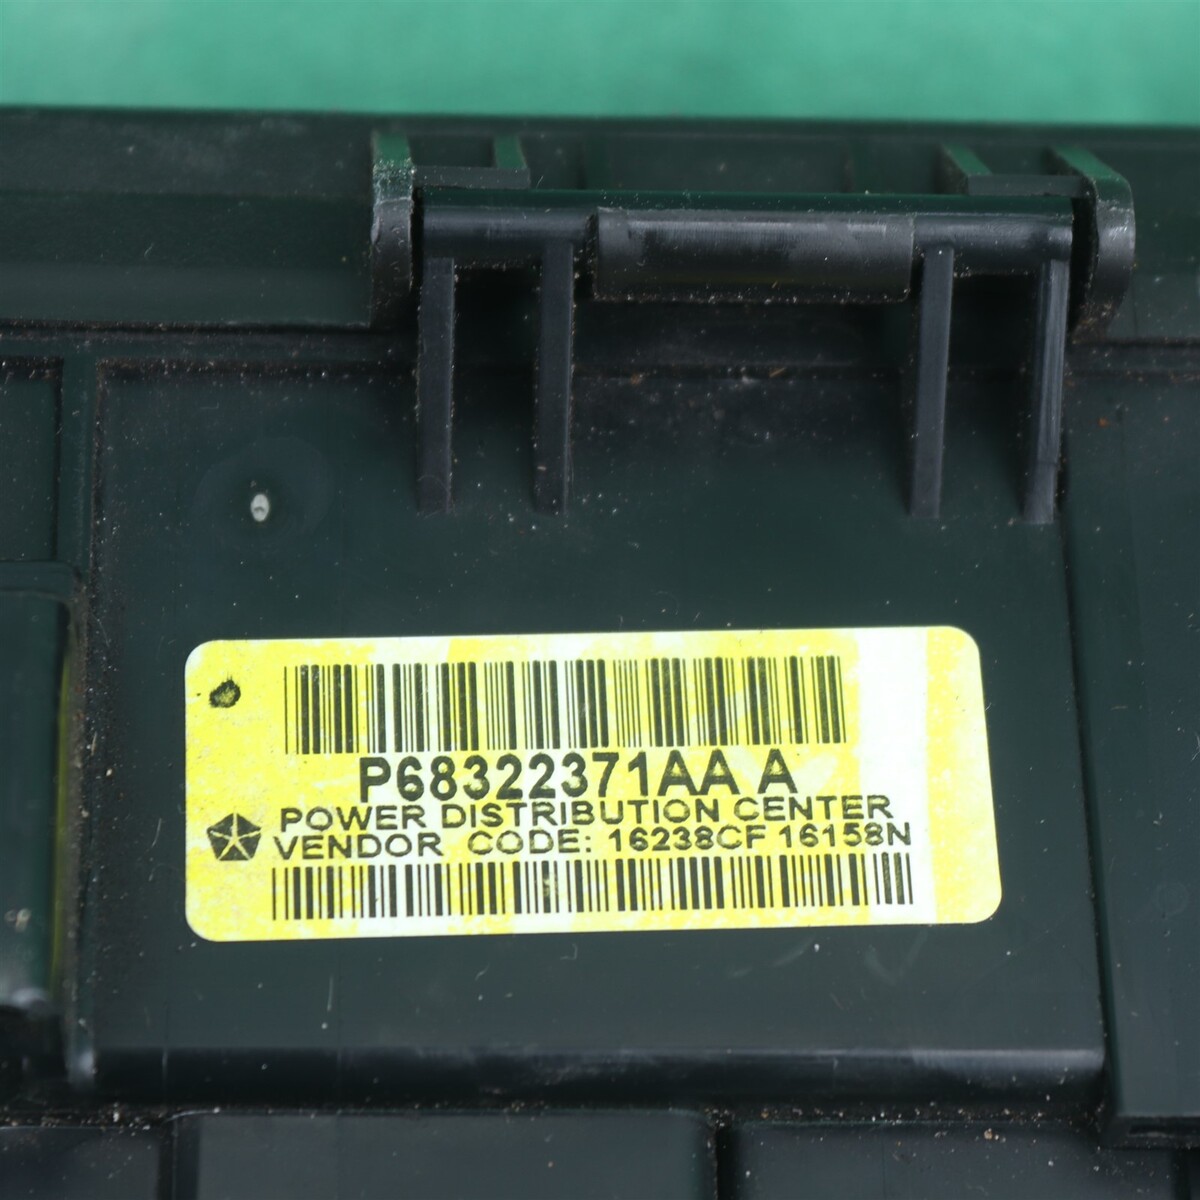 P68322371AA A
POWER DISTRIBUTION CENTER
VENDOR CODE: 16238CF 16158N